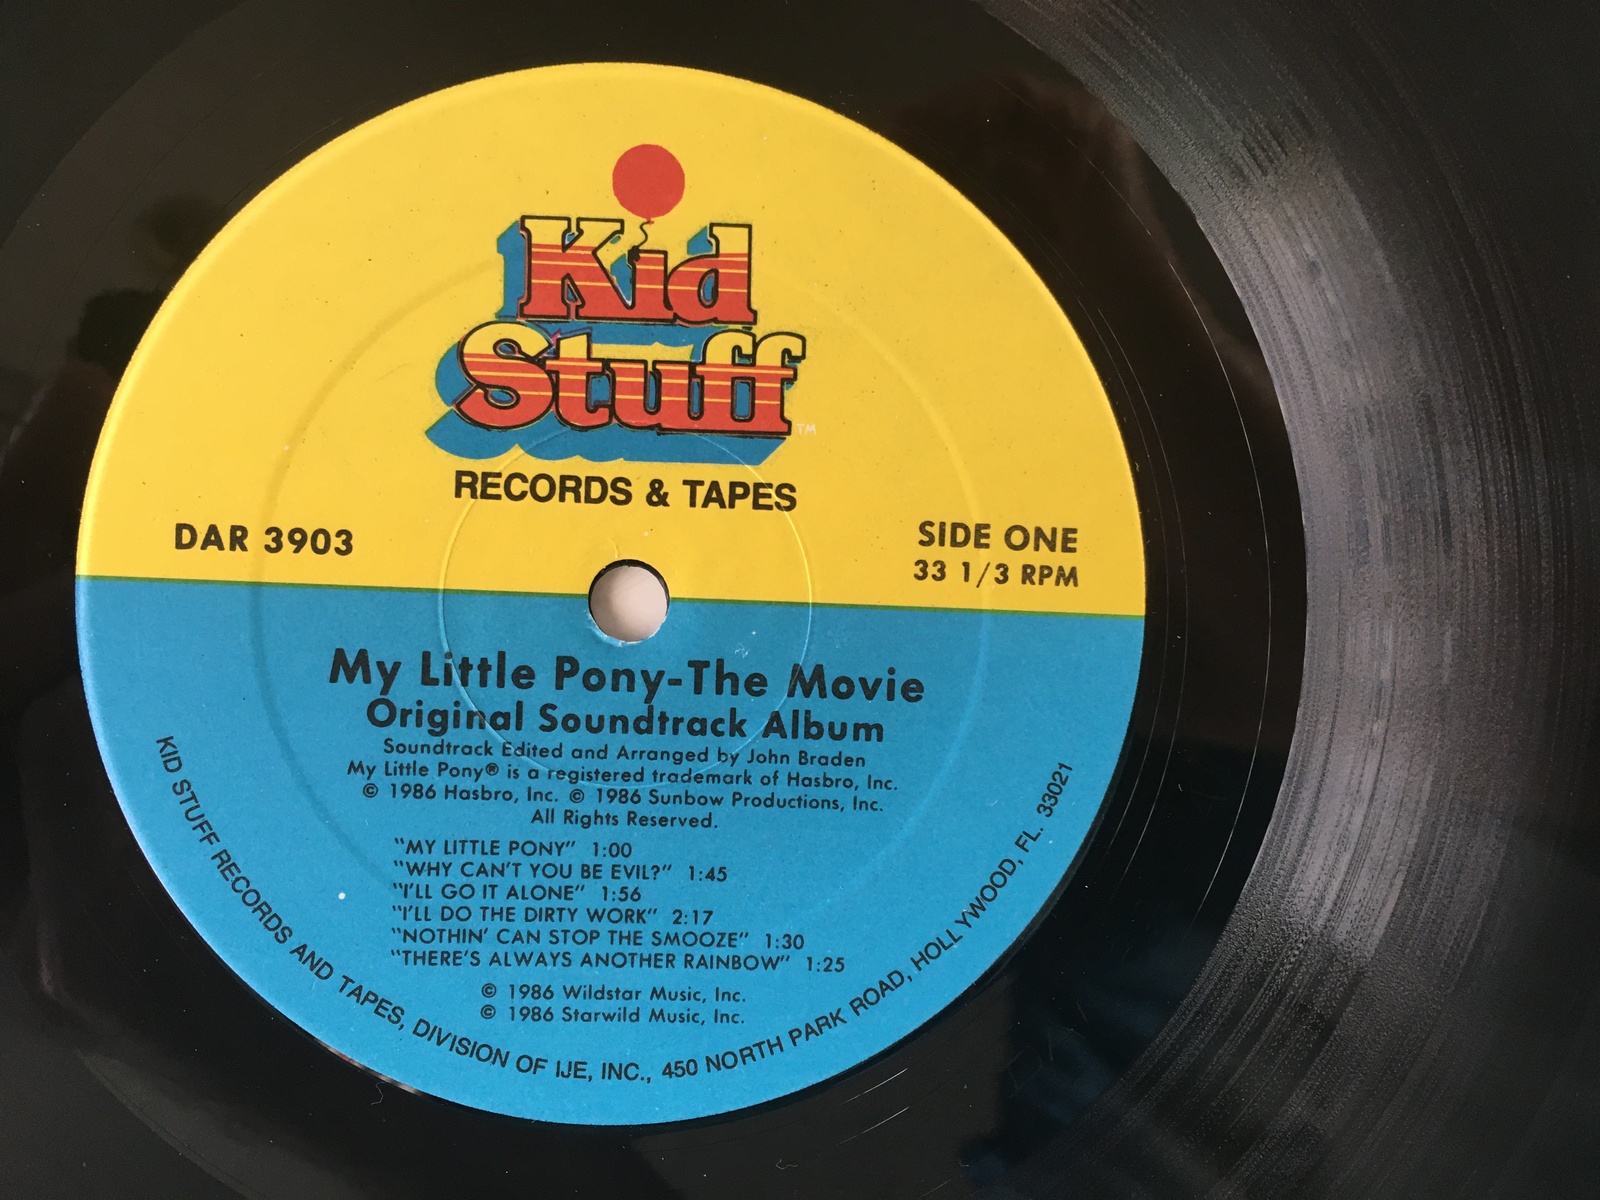 Kid
Stuff
TM
RECORDS & TAPES
DAR 3903
SIDE ONE
33 1/3 RPM
My Little Pony-The Movie
Original Soundtrack Album
Soundtrack Edited and Arranged by John Braden
My Little Pony® is a registered trademark of Hasbro, Inc.
© 1986 Hasbro, Inc. © 1986 Sunbow Productions, Inc.
All Rights Reserved.
"MY LITTLE PONY" 1:00
"WHY CAN'T YOU BE EVIL?" 1:45
"I'LL GO IT ALONE" 1:56
"I'LL DO THE DIRTY WORK" 2:17
"NOTHIN' CAN STOP THE SMOOZE" 1:30
"THERE'S ALWAYS ANOTHER RAINBOW" 1:25
© 1986 Wildstar Music, Inc.
© 1986 Starwild Music, Inc.
KID STUFF RECORDS AND TAPES, DIVISION OF IJE, INC., 450 NORTH PARK ROAD, HOLLYWOOD, FL. 33021